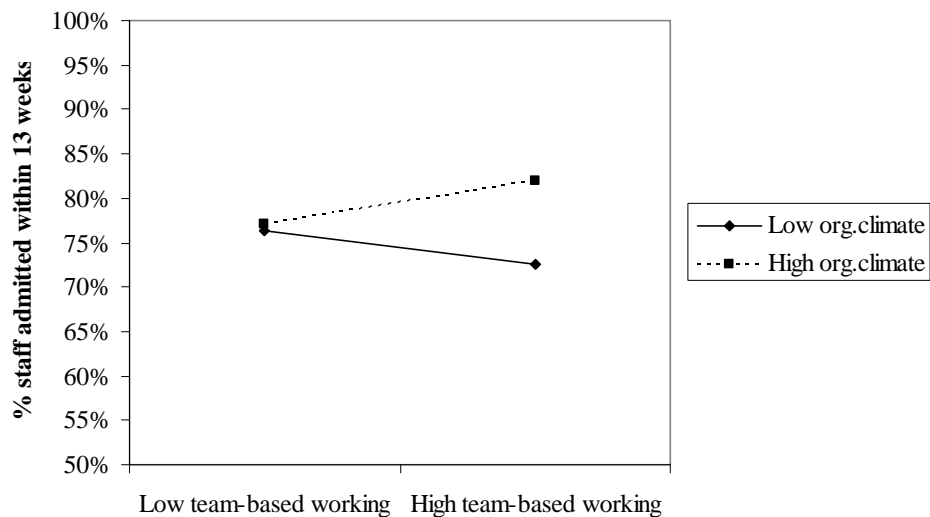 100%
95%
90%
85%
80%
75%
70%
65%
60%
55%
50%
% staff admitted within 13 weeks
Low team-based working
High team-based working
Low org.climate
High org.climate